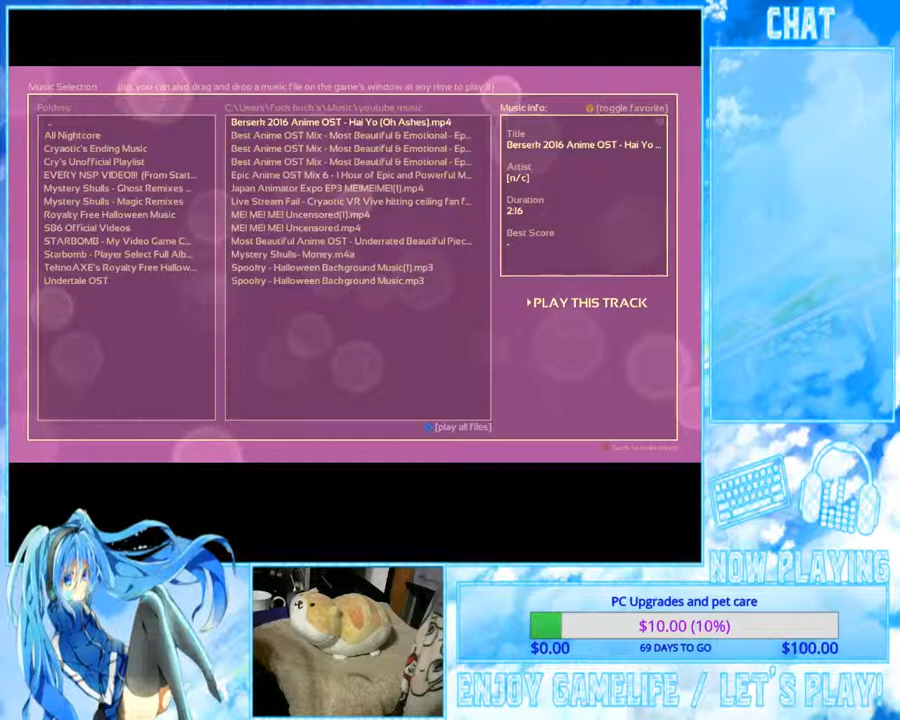 CHAT
Music Selection (tip: you can also drag and drop a music file on the game's window at any time to play it)
Folders:
..
All Nightcore
Cryaotic's Ending Music
Cry's Unofficial Playlist
EVERY NSP VIDEO!!! (From Start...
Mystery Skulls - Ghost Remixes ...
Mystery Skulls - Magic Remixes
Royalty Free Halloween Music
SB6 Official Videos
STARBOMB - My Video Game C...
Starbomb - Player Select Full Alb...
TeknoAXE's Royalty Free Hallow...
Undertale OST
C:\Users\fuck buch's\Music\youtube music
Berserk 2016 Anime OST - Hai Yo (Oh Ashes).mp4
Best Anime OST Mix - Most Beautiful & Emotional - Ep...
Best Anime OST Mix - Most Beautiful & Emotional - Ep...
Best Anime OST Mix - Most Beautiful & Emotional - Ep...
Epic Anime OST Mix 6 - 1 Hour of Epic and Powerful M...
Japan Animator Expo EP3 ME!ME!ME!(1).mp4
Live Stream Fail - Cryaotic VR Vive hitting ceiling fan f...
ME! ME! ME! Uncensored(1).mp4
ME! ME! ME! Uncensored.mp4
Most Beautiful Anime OST - Underrated Beautiful Piec...
Mystery Skulls- Money.m4a
Spooky - Halloween Background Music(1).mp3
Spooky - Halloween Background Music.mp3
[play all files]
Music info:
[toggle favorite]
Title
Berserk 2016 Anime OST - Hai Yo ...
Artist
[n/c]
Duration
2:16
Best Score
-
PLAY THIS TRACK
Back to main menu
NOW PLAYING
PC Upgrades and pet care
$10.00 (10%)
$0.00
69 DAYS TO GO
$100.00
ENJOY GAMELIFE / LET'S PLAY!